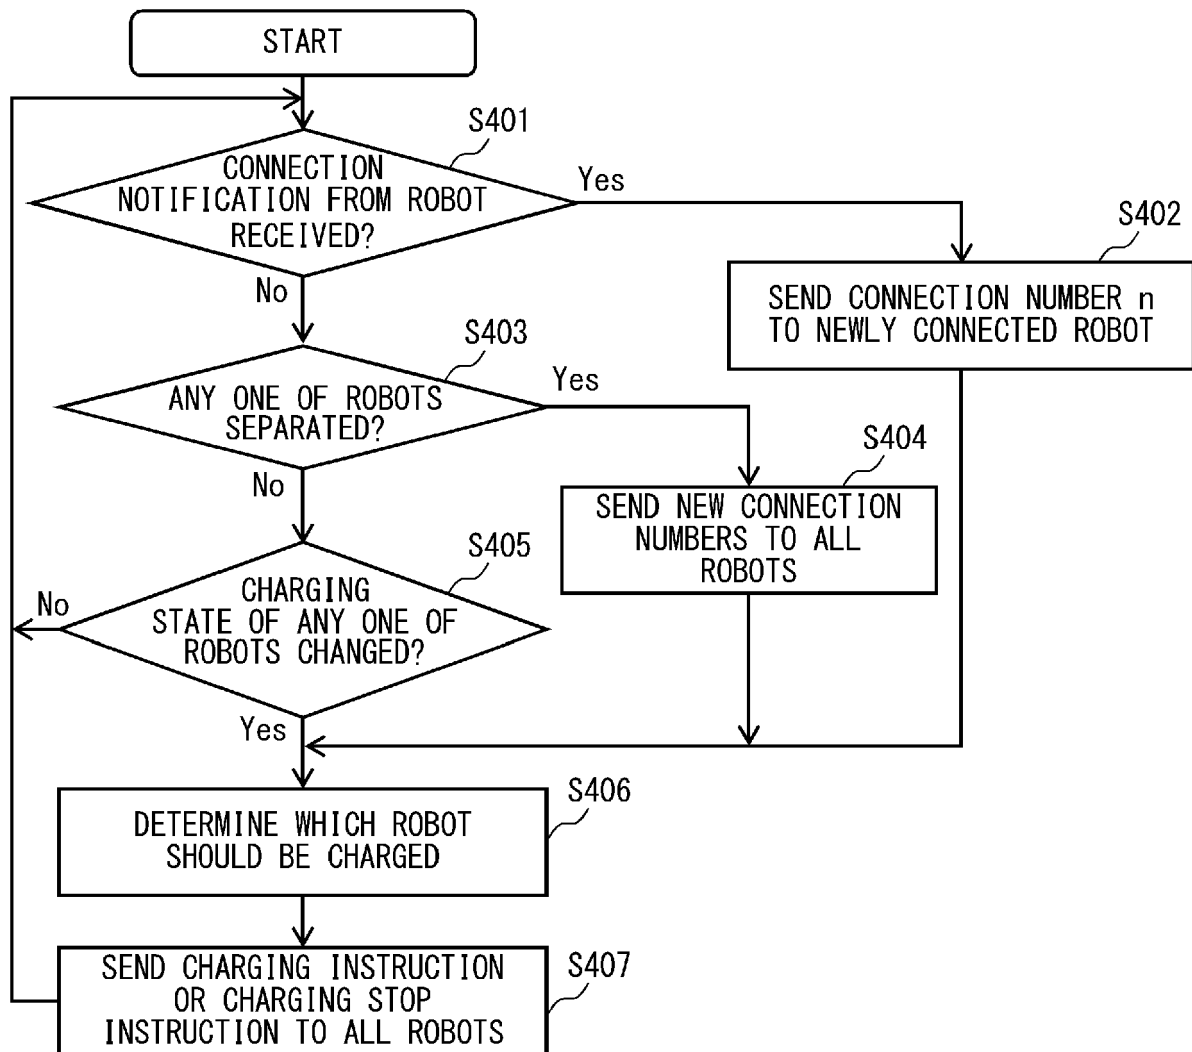 START
S401
CONNECTION
NOTIFICATION FROM ROBOT
RECEIVED?
Yes
No
S402
SEND CONNECTION NUMBER n
TO NEWLY CONNECTED ROBOT
S403
ANY ONE OF ROBOTS
SEPARATED?
Yes
No
S404
SEND NEW CONNECTION
NUMBERS TO ALL
ROBOTS
S405
CHARGING
STATE OF ANY ONE OF
ROBOTS CHANGED?
No
Yes
S406
DETERMINE WHICH ROBOT
SHOULD BE CHARGED
S407
SEND CHARGING INSTRUCTION
OR CHARGING STOP
INSTRUCTION TO ALL ROBOTS